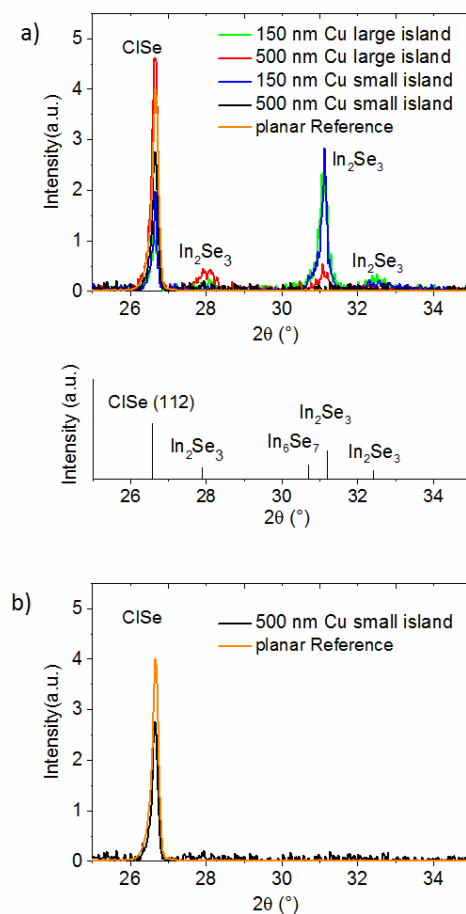 a)
CISe
150 nm Cu large island
500 nm Cu large island
150 nm Cu small island
500 nm Cu small island
planar Reference
In₂Se₃
In₂Se₃
In₂Se₃
Intensity(a.u.)
5
4
3
2
1
0
26 28 30 32 34
2θ (°)
Intensity (a.u.)
CISe (112)
In₂Se₃
In₂Se₃
In₆Se₇
In₂Se₃
26 28 30 32 34
2θ (°)
b)
CISe
500 nm Cu small island
planar Reference
Intensity(a.u.)
5
4
3
2
1
0
26 28 30 32 34
2θ (°)